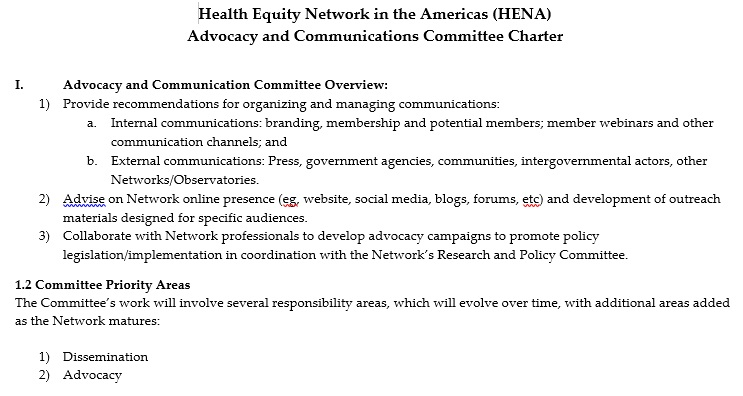 Health Equity Network in the Americas (HENA)
Advocacy and Communications Committee Charter
I. Advocacy and Communication Committee Overview:
1) Provide recommendations for organizing and managing communications:
a. Internal communications: branding, membership and potential members; member webinars and other
communication channels; and
b. External communications: Press, government agencies, communities, intergovernmental actors, other
Networks/Observatories.
2) Advise on Network online presence (eg, website, social media, blogs, forums, etc) and development of outreach
materials designed for specific audiences.
3) Collaborate with Network professionals to develop advocacy campaigns to promote policy
legislation/implementation in coordination with the Network's Research and Policy Committee.
1.2 Committee Priority Areas
The Committee's work will involve several responsibility areas, which will evolve over time, with additional areas added
as the Network matures:
1) Dissemination
2) Advocacy